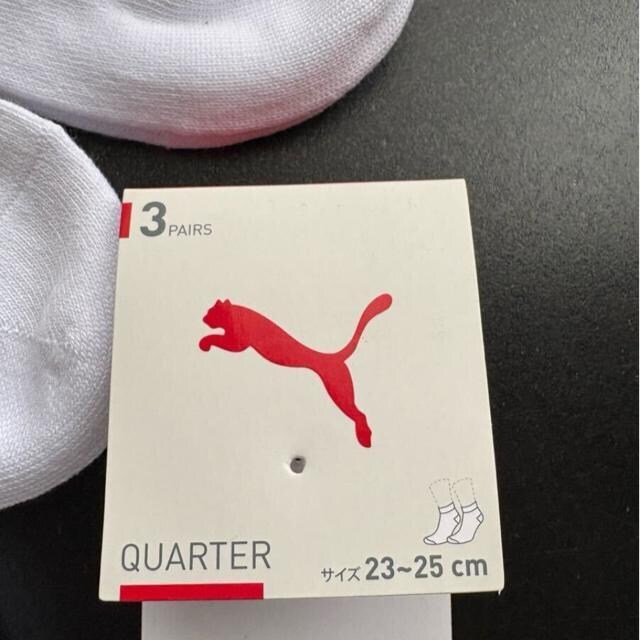 3 PAIRS
QUARTER
サイズ 23~25 cm